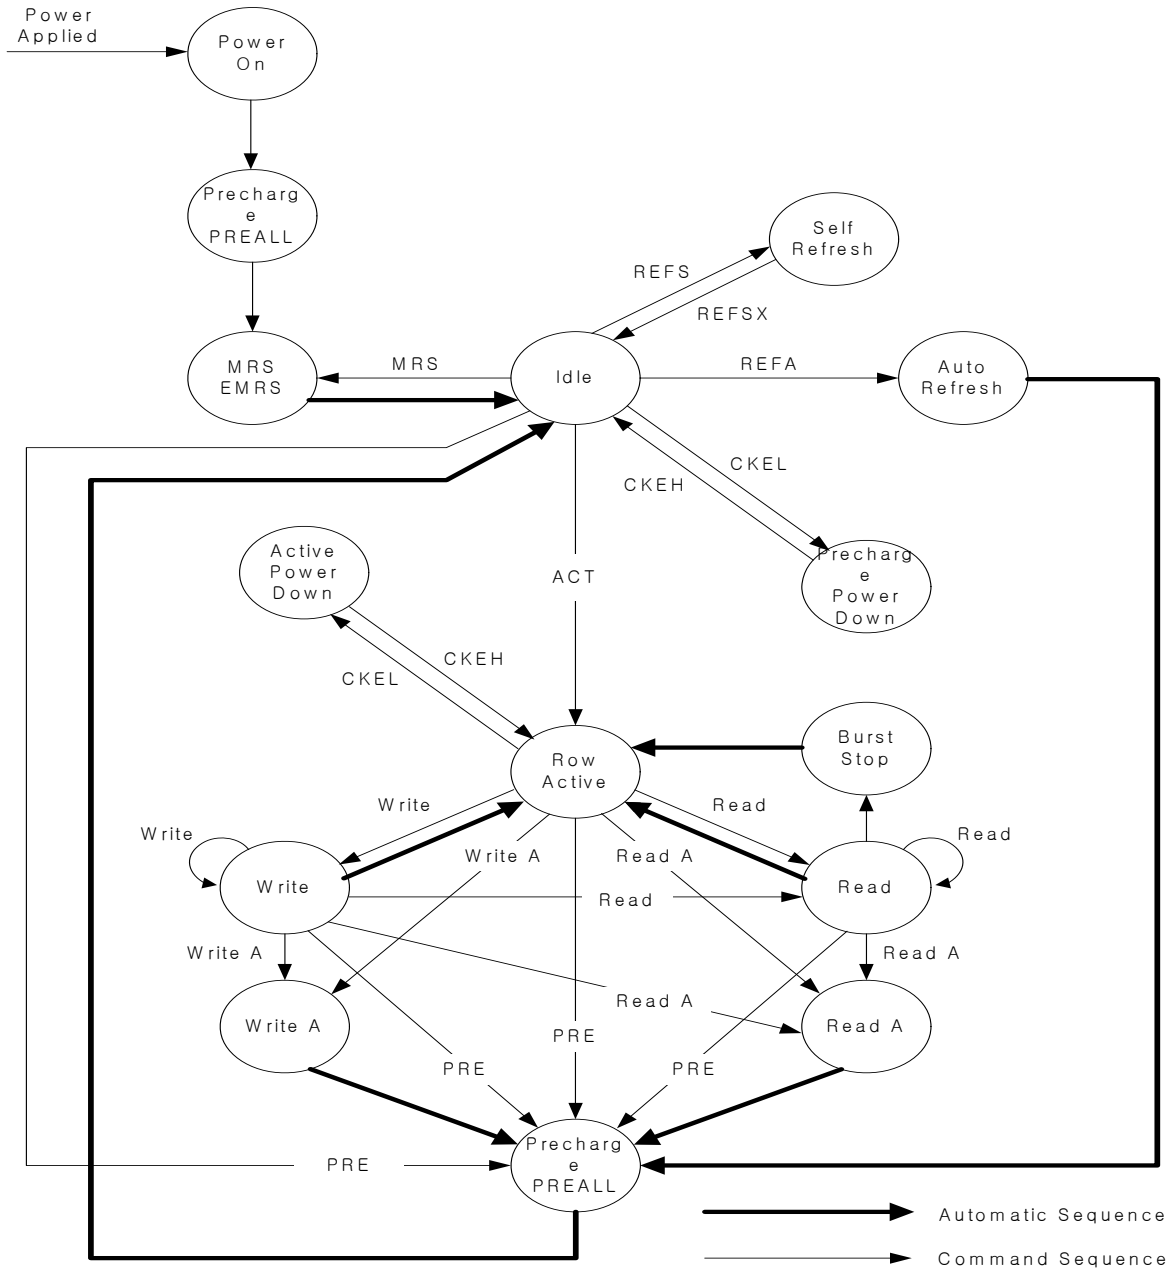 Power
Applied
Power
On
Precharg
e
PREALL
Self
Refresh
REFS
REFSX
MRS
EMRS
MRS
Idle
REFA
Auto
Refresh
CKEL
CKEH
Active
Power
Down
ACT
Precharg
e
Power
Down
CKEH
CKEL
Burst
Stop
Row
Active
Write
Read
Write
Write A
Read A
Read
Write
Read
Read
Write A
Read A
Read A
Write A
Read A
PRE
PRE
PRE
Precharg
e
PREALL
PRE
Automatic Sequence
Command Sequence